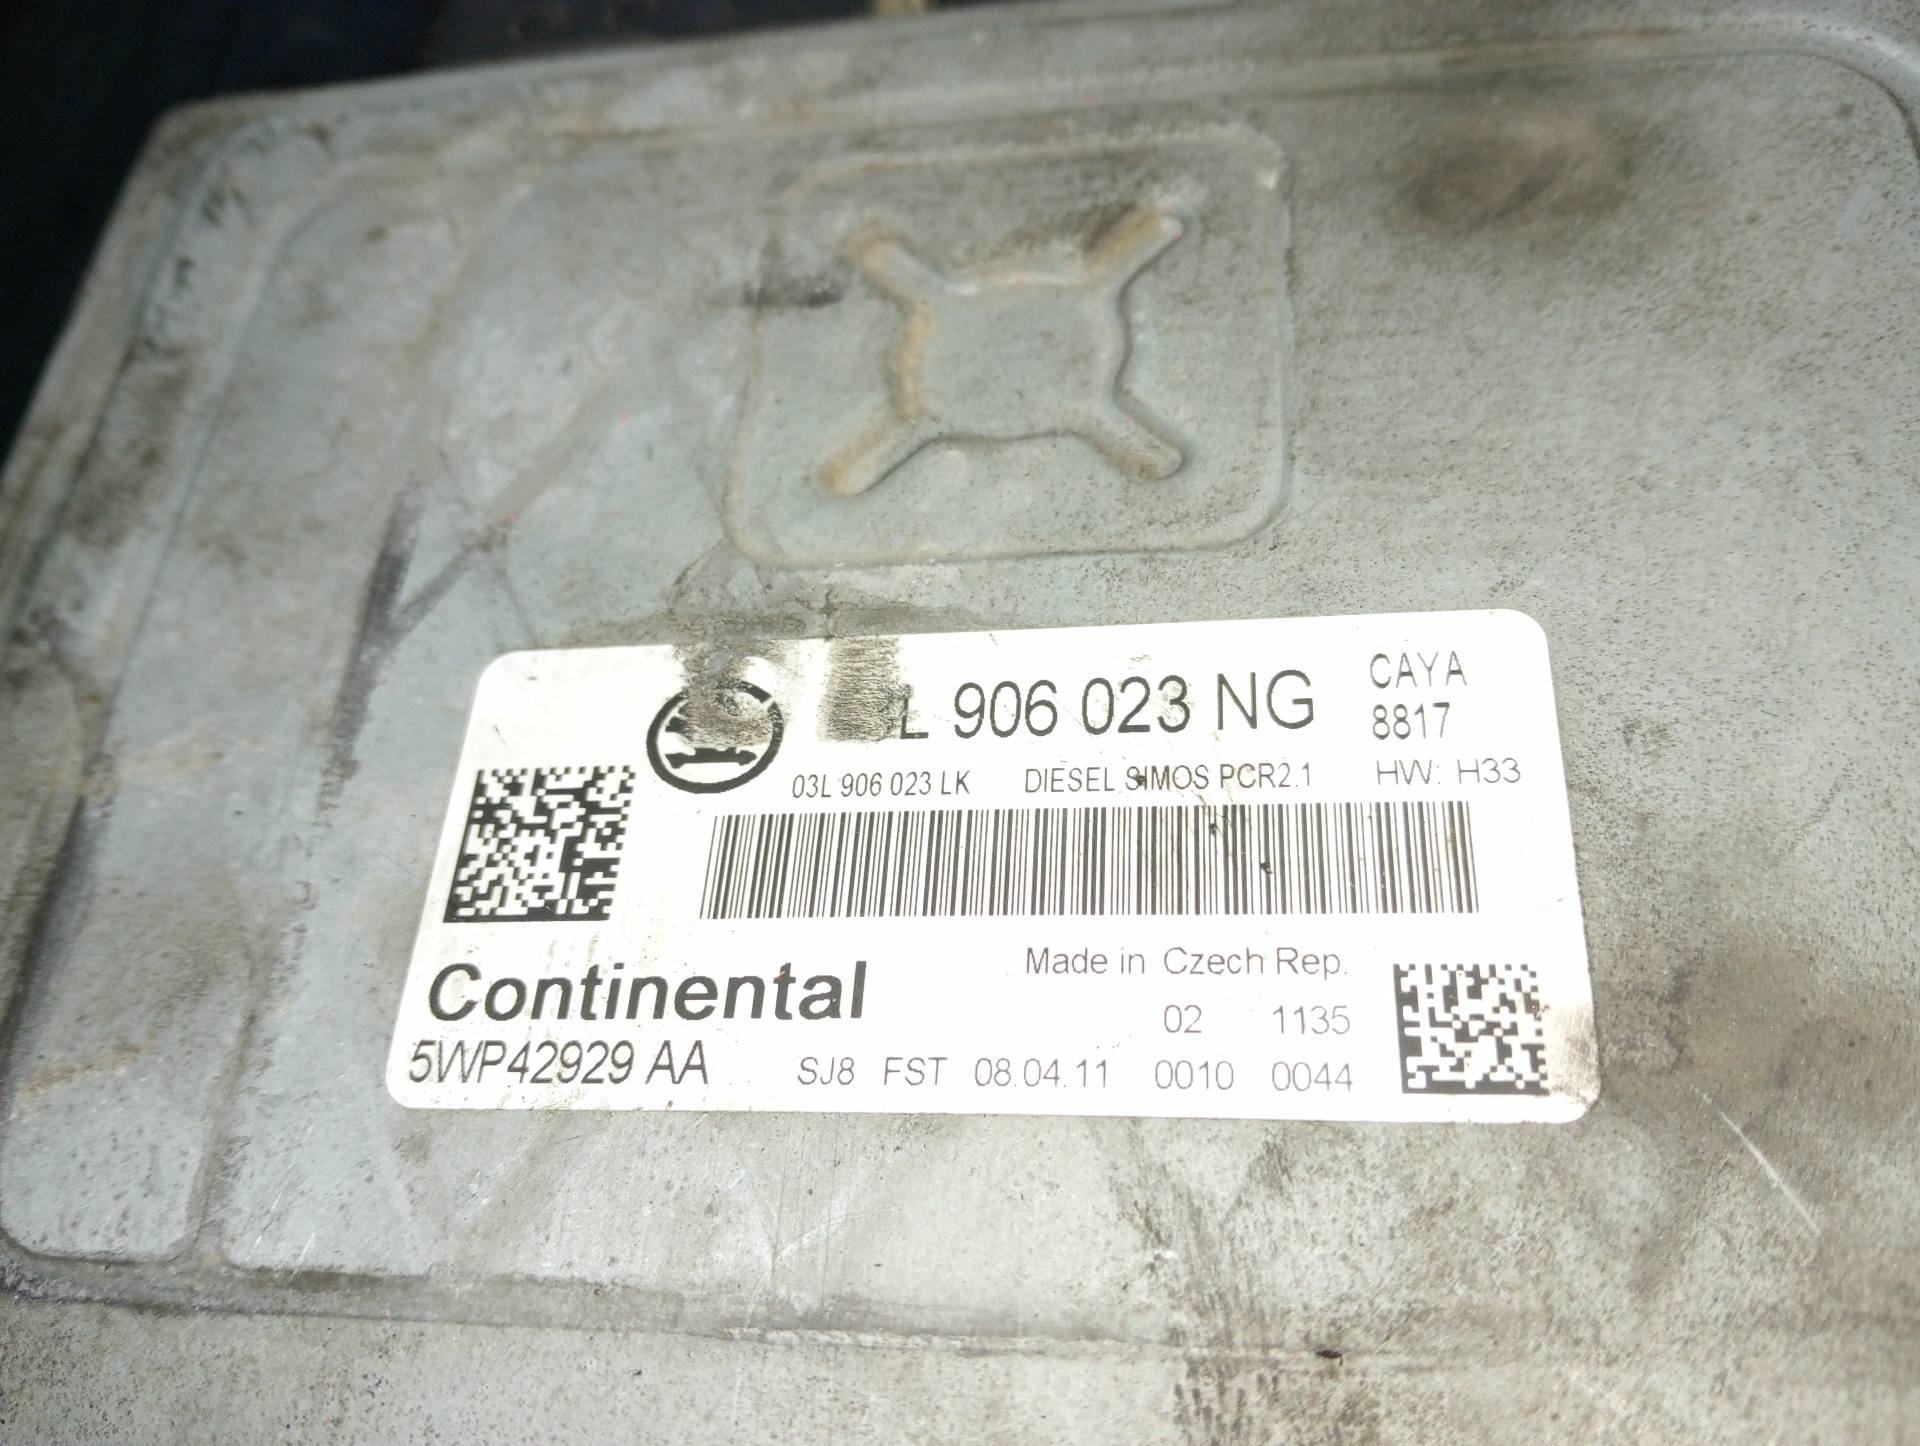 L 906 023 NG
CAYA
8817
03L 906 023 LK DIESEL SIMOS PCR2.1 HW: H33
Continental
Made in Czech Rep.
02 1135
5WP42929 AA SJ8 FST 08.04.11 0010 0044